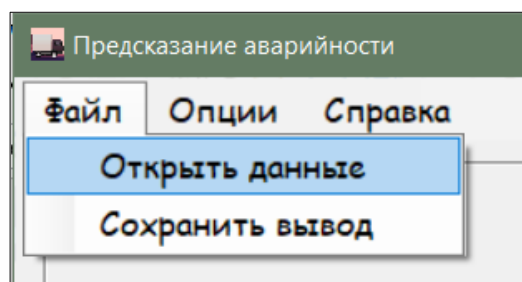 Предсказание аварийности
Файл Опции Справка
Открыть данные
Сохранить вывод